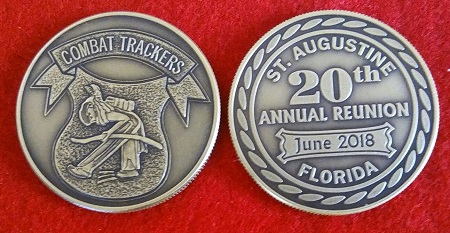 COMBAT TRACKERS
ST. AUGUSTINE
20th
ANNUAL REUNION
June 2018
FLORIDA